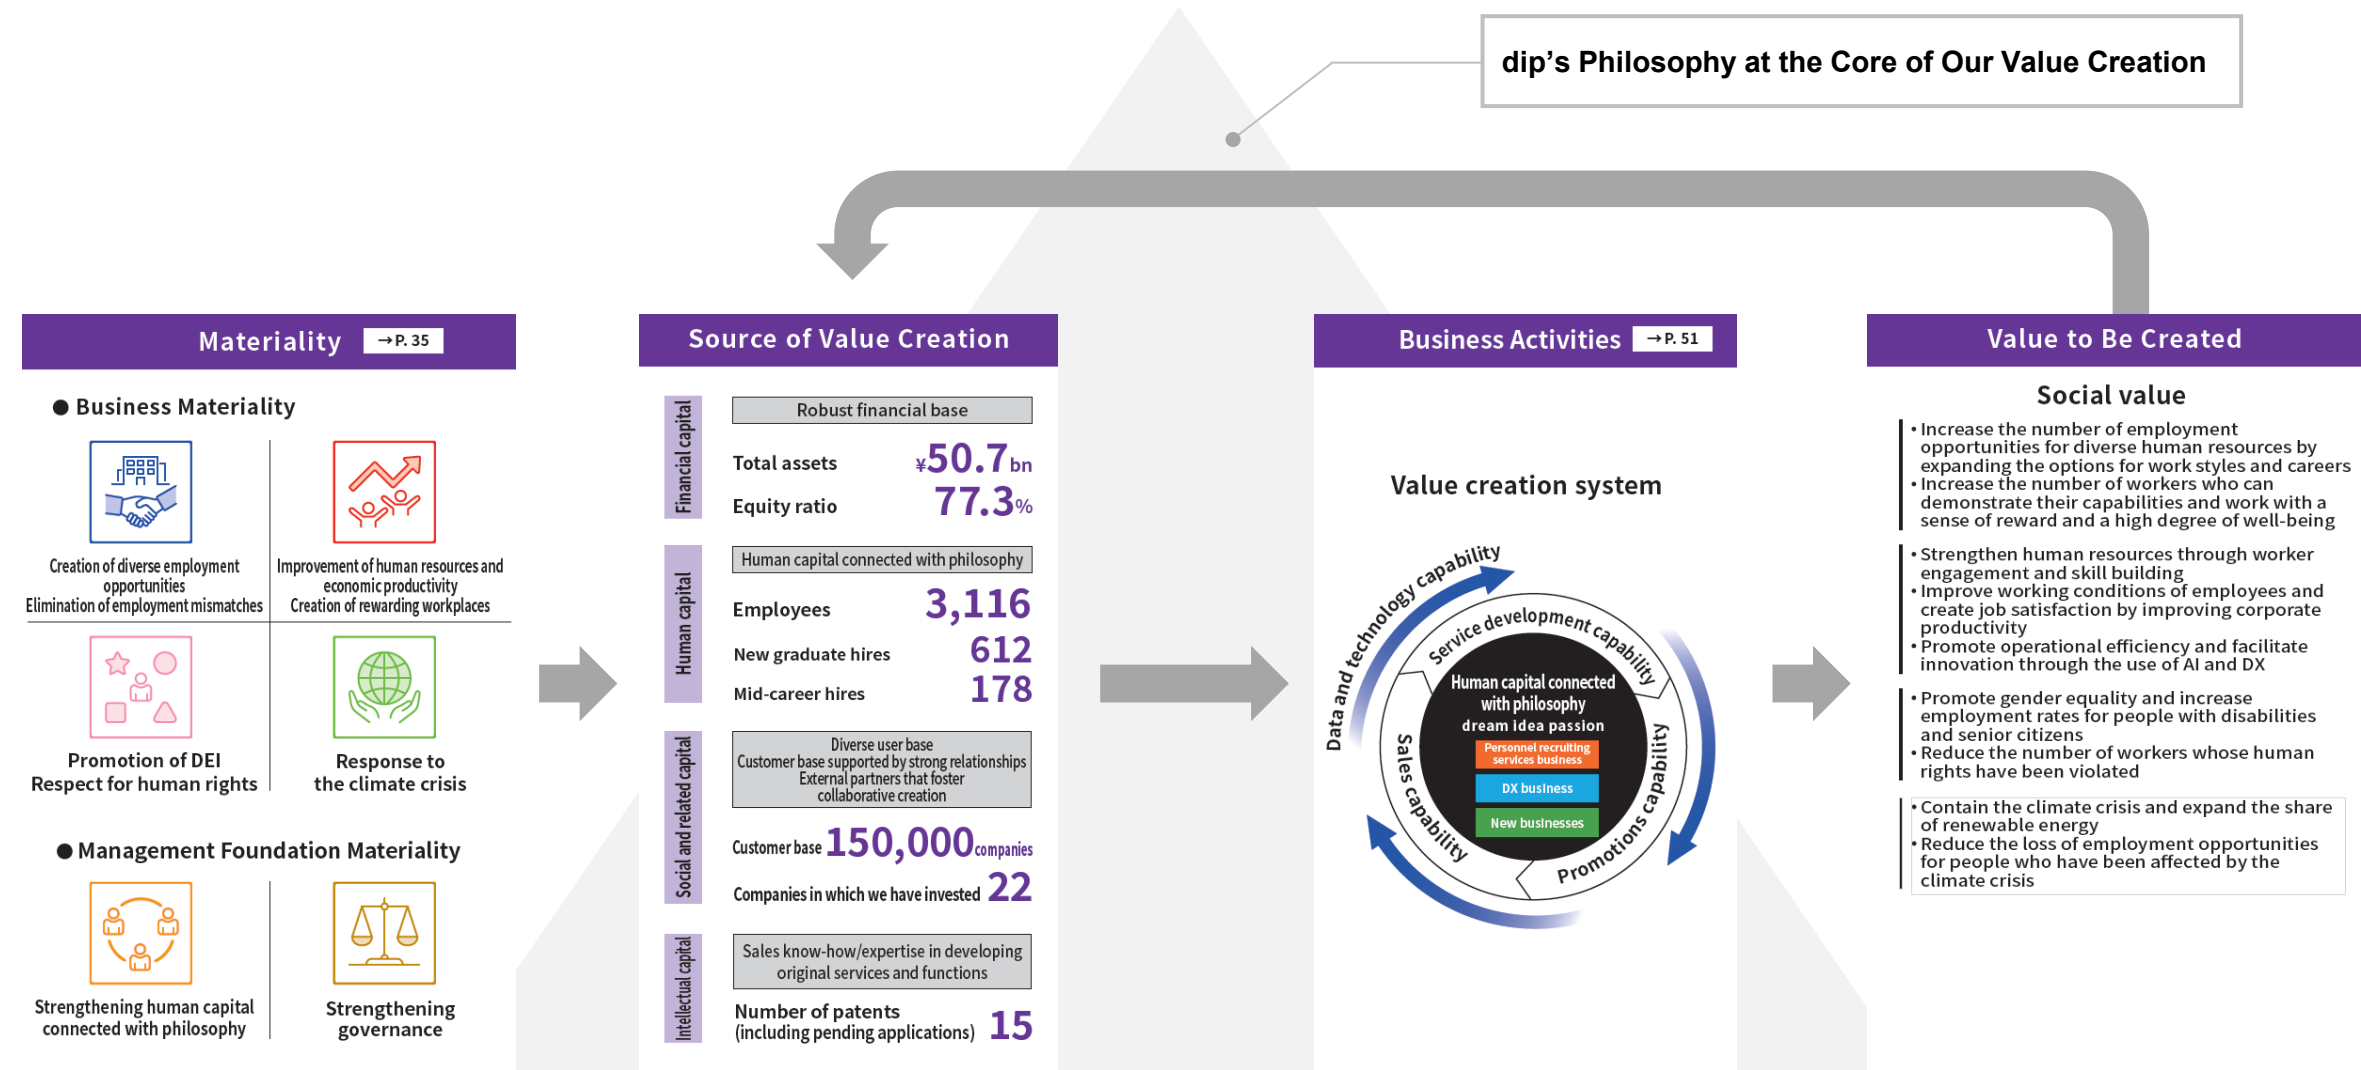 dip’s Philosophy at the Core of Our Value Creation
Materiality →P. 35
● Business Materiality
Creation of diverse employment
opportunities
Elimination of employment mismatches
Improvement of human resources and
economic productivity
Creation of rewarding workplaces
Promotion of DEI
Respect for human rights
Response to
the climate crisis
● Management Foundation Materiality
Strengthening human capital
connected with philosophy
Strengthening
governance
Source of Value Creation
Financial capital
Robust financial base
Total assets ¥50.7bn
Equity ratio 77.3%
Human capital
Human capital connected with philosophy
Employees 3,116
New graduate hires 612
Mid-career hires 178
Social and related capital
Diverse user base
Customer base supported by strong relationships
External partners that foster
collaborative creation
Customer base 150,000companies
Companies in which we have invested 22
Intellectual capital
Sales know-how/expertise in developing
original services and functions
Number of patents
(including pending applications) 15
Business Activities →P. 51
Value creation system
Data and technology capability
Service development capability
Sales capability
Promotions capability
Human capital connected
with philosophy
dream idea passion
Personnel recruiting
services business
DX business
New businesses
Value to Be Created
Social value
• Increase the number of employment
opportunities for diverse human resources by
expanding the options for work styles and careers
• Increase the number of workers who can
demonstrate their capabilities and work with a
sense of reward and a high degree of well-being
• Strengthen human resources through worker
engagement and skill building
• Improve working conditions of employees and
create job satisfaction by improving corporate
productivity
• Promote operational efficiency and facilitate
innovation through the use of AI and DX
• Promote gender equality and increase
employment rates for people with disabilities
and senior citizens
• Reduce the number of workers whose human
rights have been violated
• Contain the climate crisis and expand the share
of renewable energy
• Reduce the loss of employment opportunities
for people who have been affected by the
climate crisis